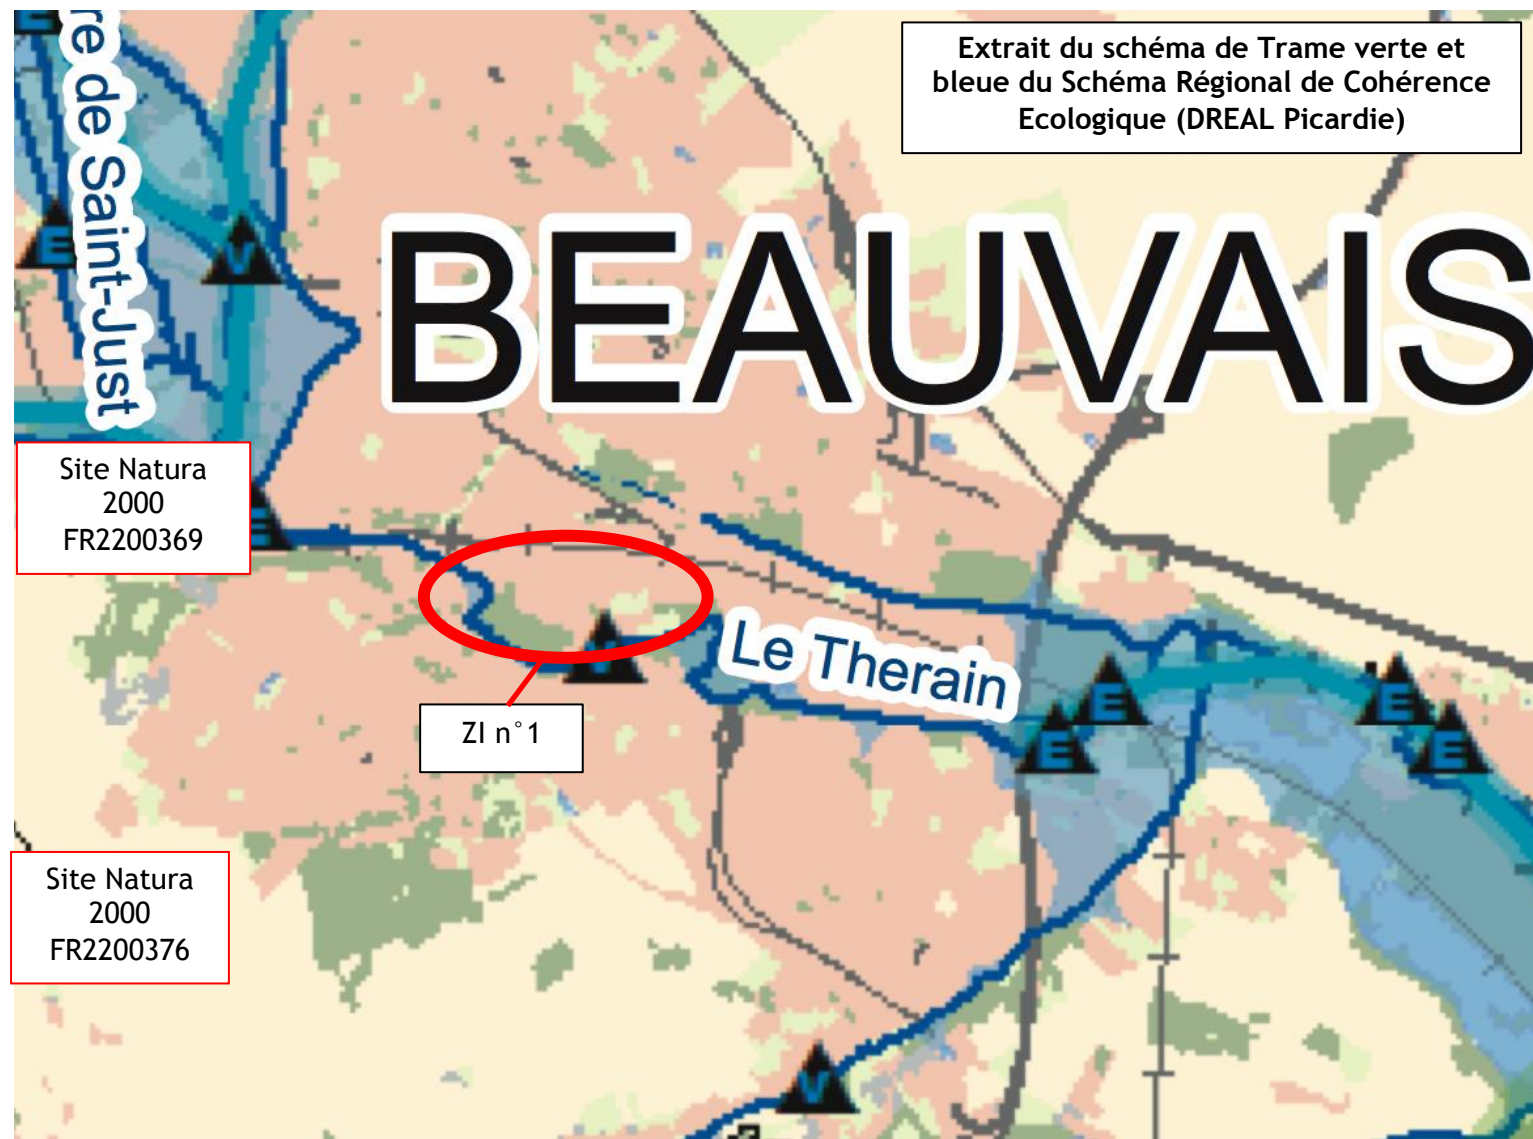 Extrait du schéma de Trame verte et
bleue du Schéma Régional de Cohérence
Ecologique (DREAL Picardie)
re de Saint-Just
E
E
V
BEAUVAIS
Site Natura
2000
FR2200369
E
Le Therain
V
ZI n°1
E
E
E
E
Site Natura
2000
FR2200376
V